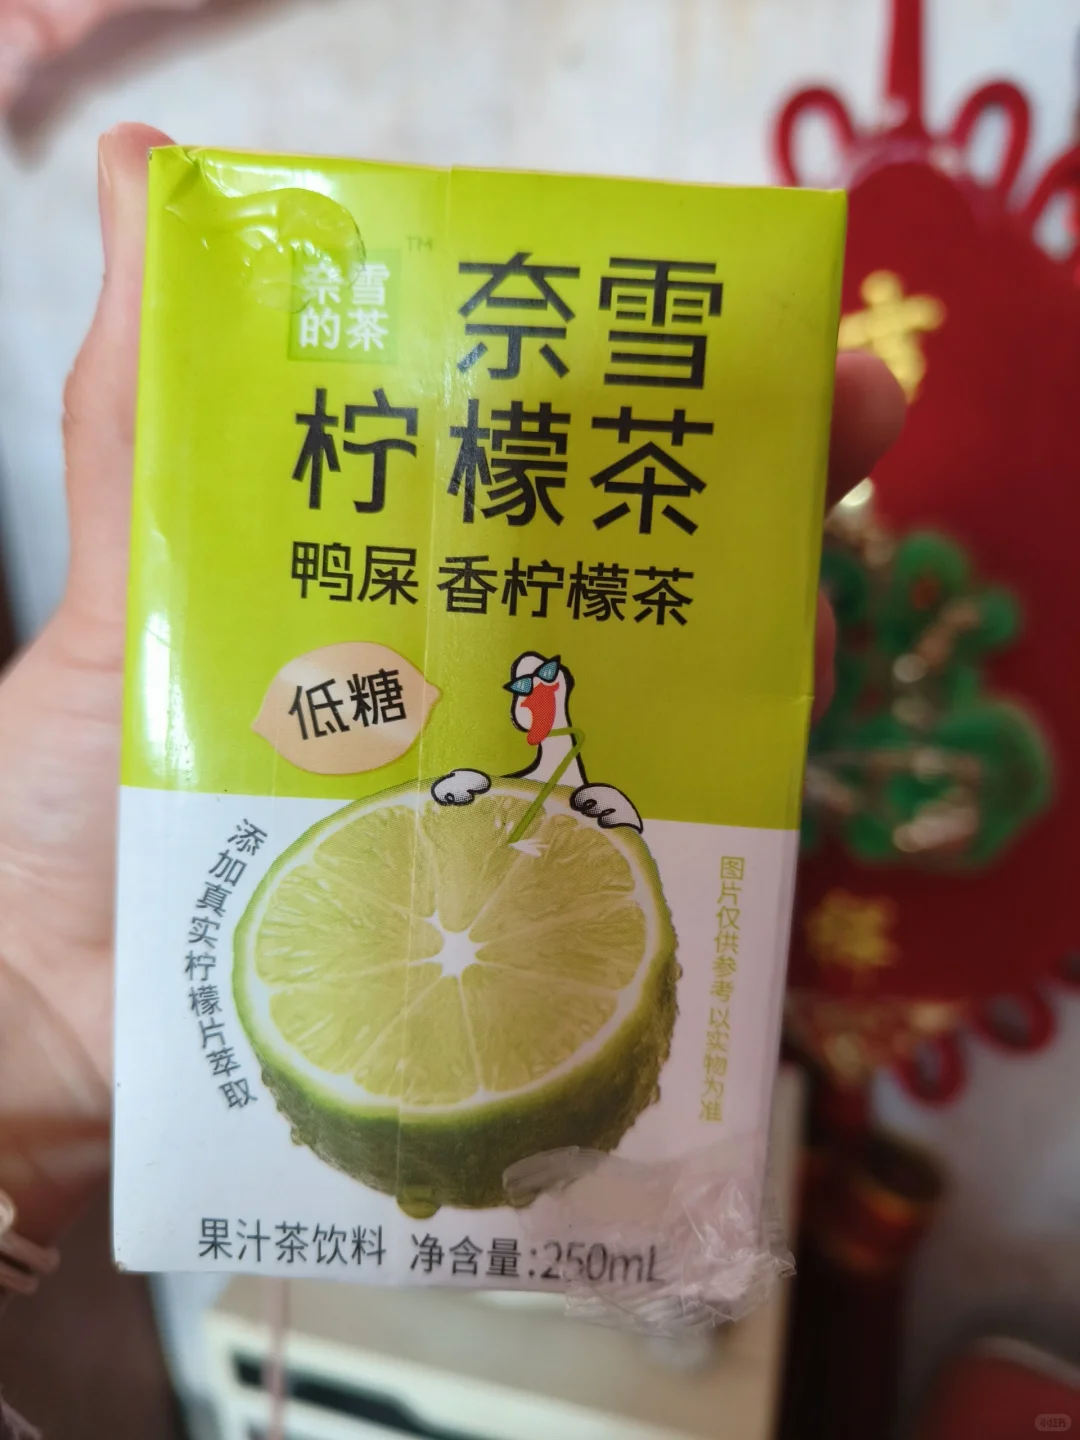 奈雪
的茶
TM
奈雪
柠檬茶
鸭屎香柠檬茶
低糖
添加真实柠檬片萃取
图片仅供参考 以实物为准
果汁茶饮料 净含量:250mL